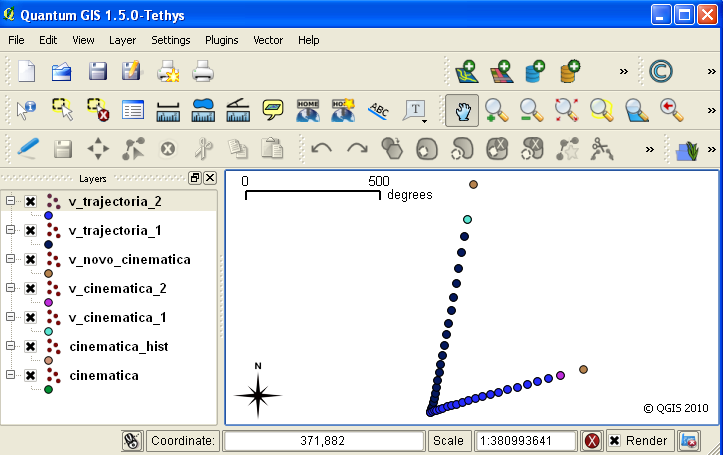 Quantum GIS 1.5.0-Tethys
File Edit View Layer Settings Plugins Vector Help
» © »
HOME HOME ABC T »
» »
Layers
v_trajectoria_2
v_trajectoria_1
v_novo_cinematica
v_cinematica_2
v_cinematica_1
cinematica_hist
cinematica
0 500
degrees
N
© QGIS 2010
Coordinate: 371,882 Scale 1:380993641 Render